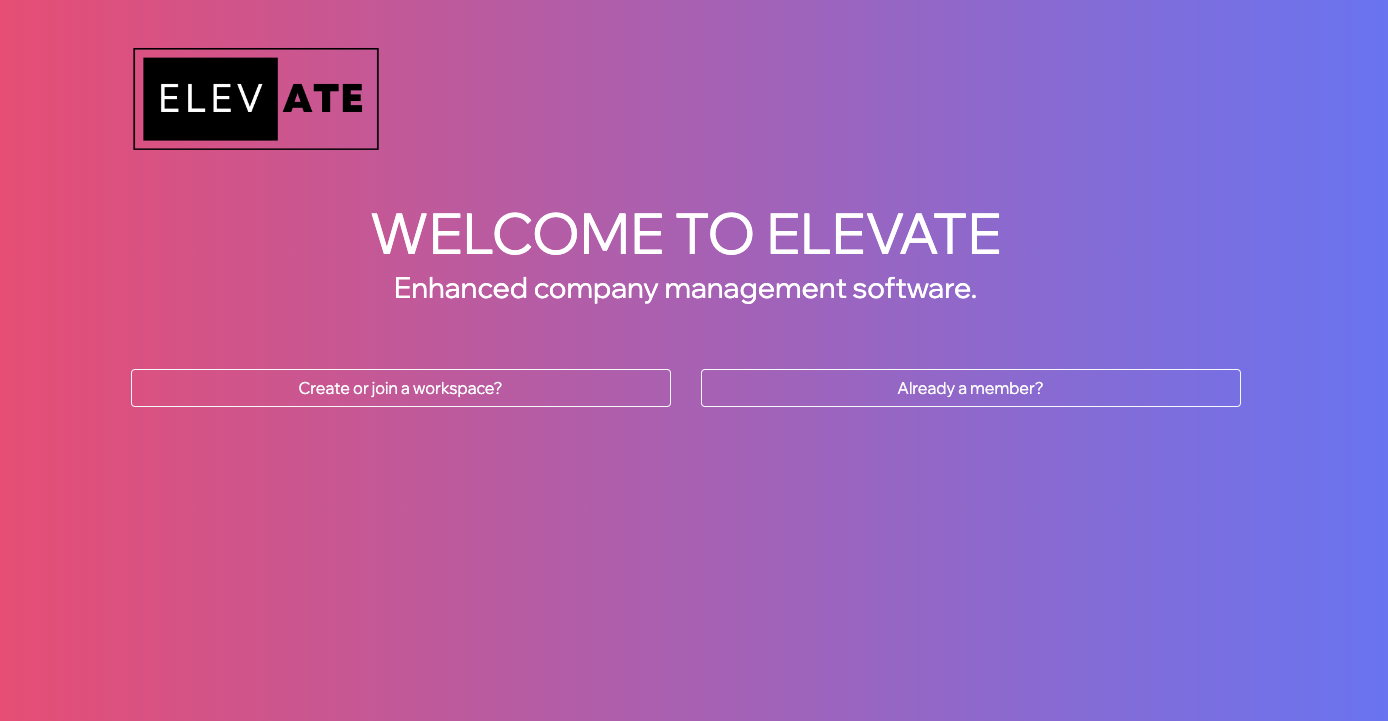 ELEVATE
WELCOME TO ELEVATE
Enhanced company management software.
Create or join a workspace?
Already a member?